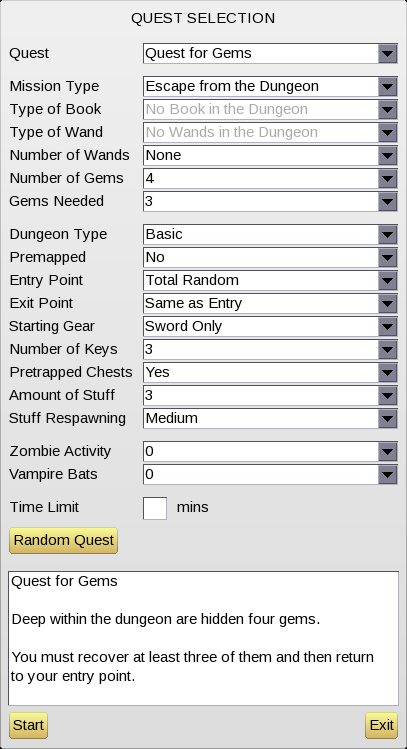 QUEST SELECTION
Quest Quest for Gems
Mission Type Escape from the Dungeon
Type of Book No Book in the Dungeon
Type of Wand No Wands in the Dungeon
Number of Wands None
Number of Gems 4
Gems Needed 3
Dungeon Type Basic
Premapped No
Entry Point Total Random
Exit Point Same as Entry
Starting Gear Sword Only
Number of Keys 3
Pretrapped Chests Yes
Amount of Stuff 3
Stuff Respawning Medium
Zombie Activity 0
Vampire Bats 0
Time Limit mins
Random Quest
Quest for Gems
Deep within the dungeon are hidden four gems.
You must recover at least three of them and then return
to your entry point.
Start Exit